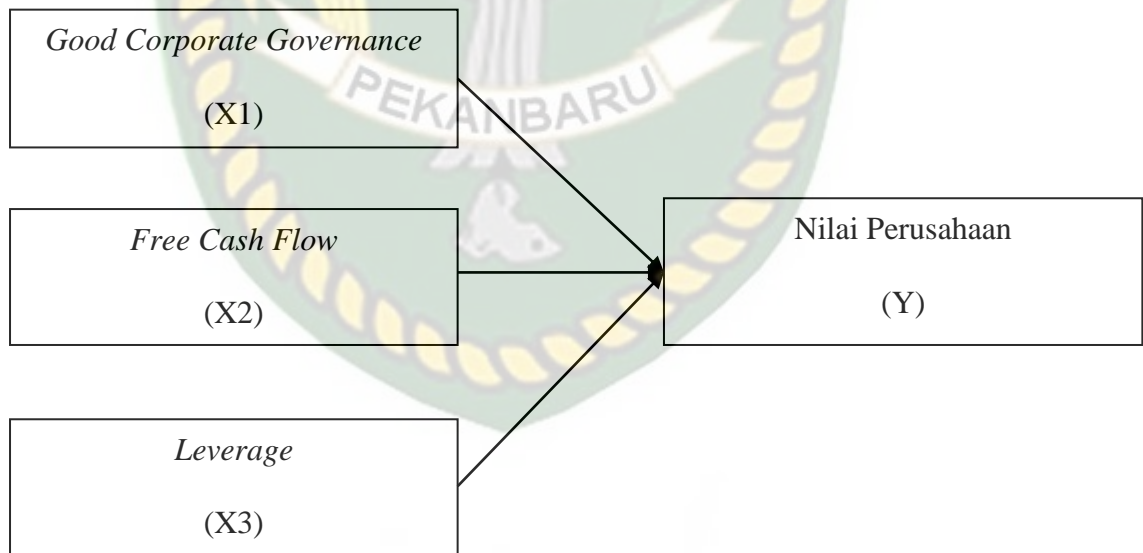 Good Corporate Governance
(X1)
PEKANBARU
Free Cash Flow
(X2)
Nilai Perusahaan
(Y)
Leverage
(X3)